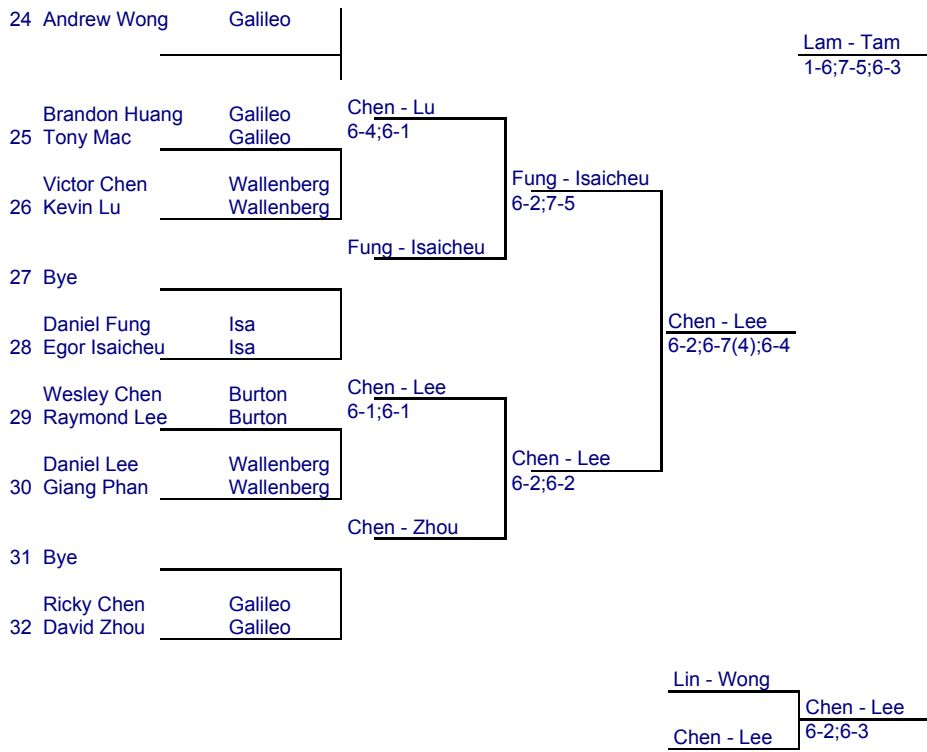 24 Andrew Wong Galileo
Lam - Tam
1-6;7-5;6-3
Brandon Huang Galileo
25 Tony Mac Galileo
Chen - Lu
6-4;6-1
Victor Chen Wallenberg
26 Kevin Lu Wallenberg
Fung - Isaicheu
6-2;7-5
Fung - Isaicheu
27 Bye
Daniel Fung Isa
28 Egor Isaicheu Isa
Chen - Lee
6-2;6-7(4);6-4
Wesley Chen Burton
29 Raymond Lee Burton
Chen - Lee
6-1;6-1
Daniel Lee Wallenberg
30 Giang Phan Wallenberg
Chen - Lee
6-2;6-2
Chen - Zhou
31 Bye
Ricky Chen Galileo
32 David Zhou Galileo
Lin - Wong
Chen - Lee
6-2;6-3
Chen - Lee